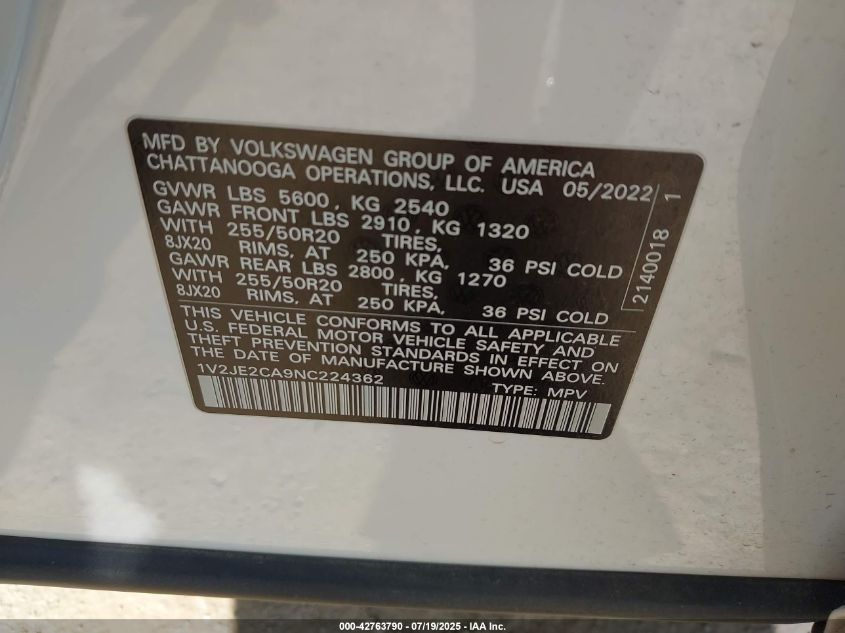 MFD BY VOLKSWAGEN GROUP OF AMERICA
CHATTANOOGA OPERATIONS, LLC. USA 05/2022
GVWR LBS 5600, KG 2540
GAWR FRONT LBS 2910, KG 1320
WITH 255/50R20 TIRES,
8JX20 RIMS, AT 250 KPA, 36 PSI COLD
GAWR REAR LBS 2800, KG 1270
WITH 255/50R20 TIRES,
8JX20 RIMS, AT 250 KPA, 36 PSI COLD
THIS VEHICLE CONFORMS TO ALL APPLICABLE
U.S. FEDERAL MOTOR VEHICLE SAFETY AND
THEFT PREVENTION STANDARDS IN EFFECT ON
THE DATE OF MANUFACTURE SHOWN ABOVE.
1V2JE2CA9NC224362 TYPE: MPV
2140018 1
000-42763790 - 07/19/2025 - IAA Inc.